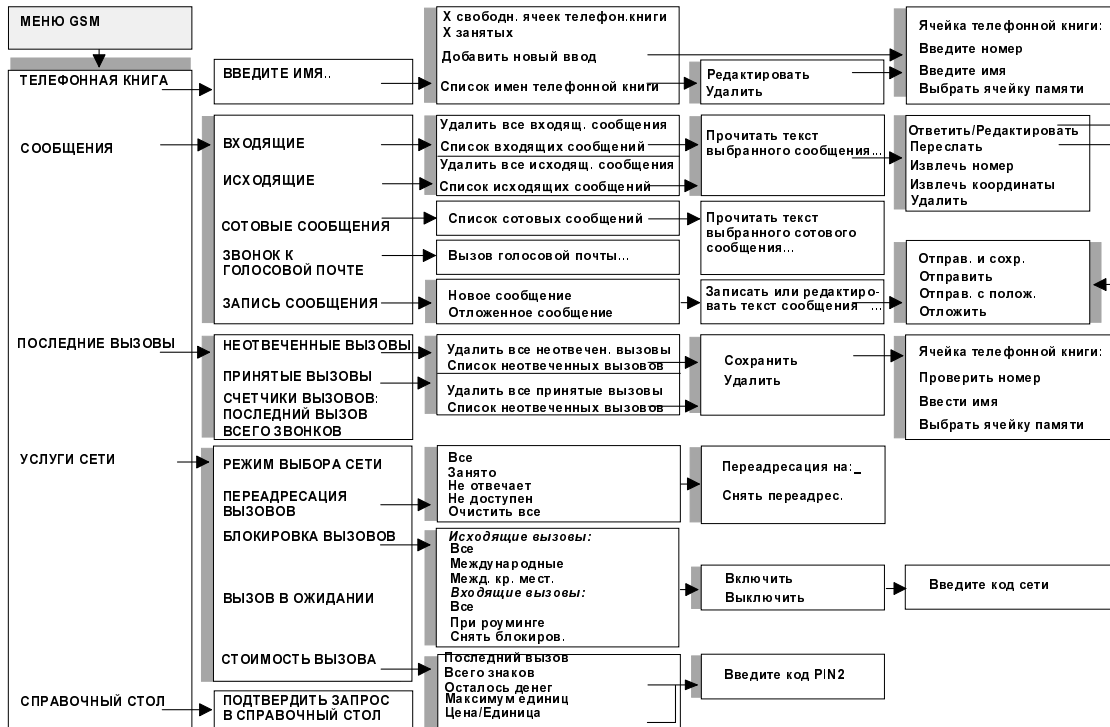 МЕНЮ GSM
ТЕЛЕФОННАЯ КНИГА
ВВЕДИТЕ ИМЯ..
X свободн. ячеек телефон.книги
X занятых
Добавить новый ввод
Список имен телефонной книги
Редактировать
Удалить
Ячейка телефонной книги:
Введите номер
Введите имя
Выбрать ячейку памяти
СООБЩЕНИЯ
ВХОДЯЩИЕ
ИСХОДЯЩИЕ
СОТОВЫЕ СООБЩЕНИЯ
ЗВОНОК К
ГОЛОСОВОЙ ПОЧТЕ
ЗАПИСЬ СООБЩЕНИЯ
Удалить все входящ. сообщения
Список входящих сообщений
Удалить все исходящ. сообщения
Список исходящих сообщений
Список сотовых сообщений
Вызов голосовой почты...
Новое сообщение
Отложенное сообщение
Прочитать текст
выбранного сообщения...
Прочитать текст
выбранного сотового
сообщения...
Записать или редактиро-
вать текст сообщения ...
Ответить/Редактировать
Переслать
Извлечь номер
Извлечь координаты
Удалить
Отправ. и сохр.
Отправить
Отправ. с полож.
Отложить
ПОСЛЕДНИЕ ВЫЗОВЫ
НЕОТВЕЧЕННЫЕ ВЫЗОВЫ
ПРИНЯТЫЕ ВЫЗОВЫ
СЧЕТЧИКИ ВЫЗОВОВ:
ПОСЛЕДНИЙ ВЫЗОВ
ВСЕГО ЗВОНКОВ
Удалить все неотвечен. вызовы
Список неотвеченных вызовов
Удалить все принятые вызовы
Список неотвеченных вызовов
Сохранить
Удалить
Ячейка телефонной книги:
Проверить номер
Ввести имя
Выбрать ячейку памяти
УСЛУГИ СЕТИ
РЕЖИМ ВЫБОРА СЕТИ
ПЕРЕАДРЕСАЦИЯ
ВЫЗОВОВ
БЛОКИРОВКА ВЫЗОВОВ
ВЫЗОВ В ОЖИДАНИИ
СТОИМОСТЬ ВЫЗОВА
Все
Занято
Не отвечает
Не доступен
Очистить все
Переадресация на:_
Снять переадрес.
Исходящие вызовы:
Все
Международные
Межд. кр. мест.
Входящие вызовы:
Все
При роуминге
Снять блокиров.
Включить
Выключить
Введите код сети
Последний вызов
Всего знаков
Осталось денег
Максимум единиц
Цена/Единица
Введите код PIN2
СПРАВОЧНЫЙ СТОЛ
ПОДТВЕРДИТЬ ЗАПРОС
В СПРАВОЧНЫЙ СТОЛ